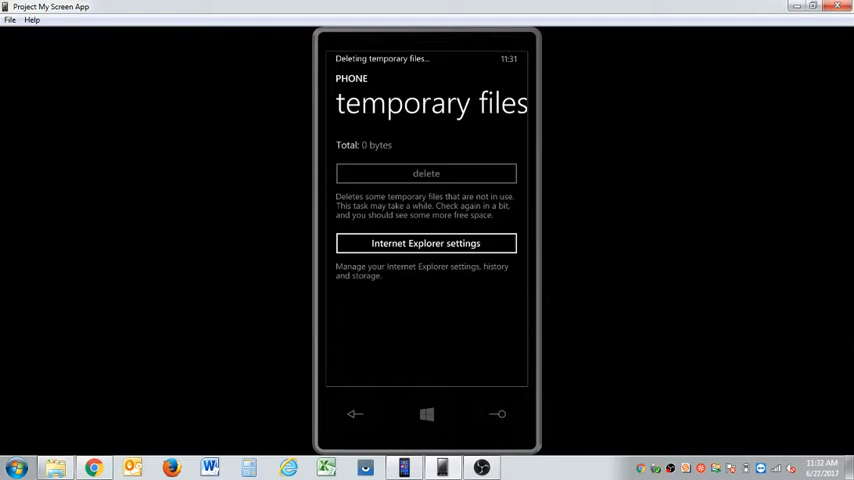 Project My Screen App
File Help
Deleting temporary files... 11:31
PHONE
temporary files
Total: 0 bytes
delete
Deletes some temporary files that are not in use.
This task may take a while. Check again in a bit,
and you should see some more free space.
Internet Explorer settings
Manage your Internet Explorer settings, history
and storage.
11:32 AM
6/27/2017